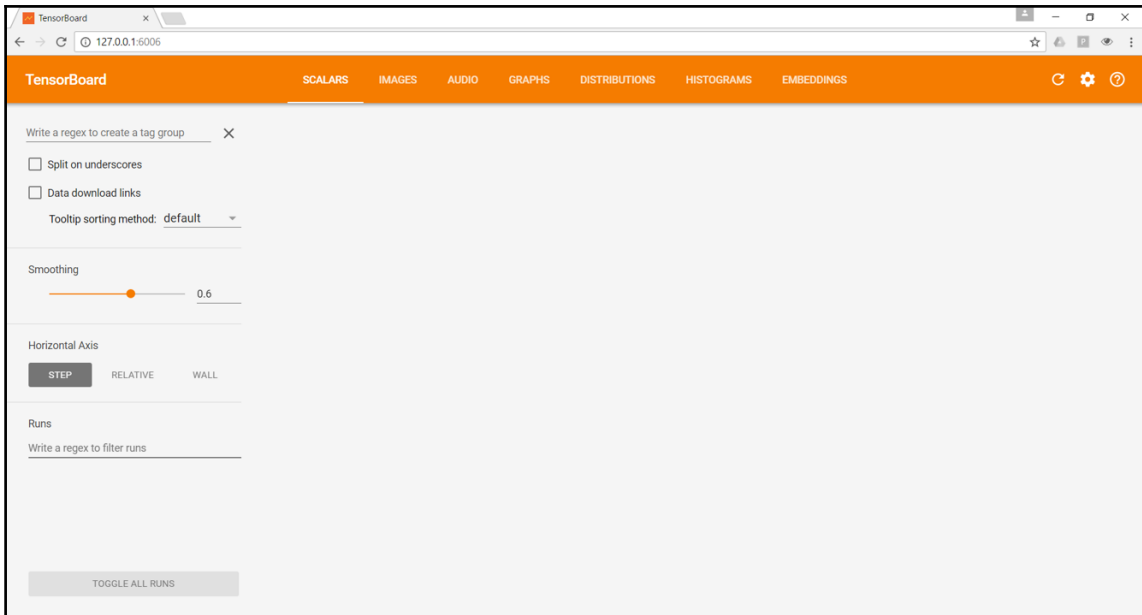 TensorBoard
127.0.0.1:6006
TensorBoard SCALARS IMAGES AUDIO GRAPHS DISTRIBUTIONS HISTOGRAMS EMBEDDINGS
Write a regex to create a tag group
Split on underscores
Data download links
Tooltip sorting method: default
Smoothing
0.6
Horizontal Axis
STEP RELATIVE WALL
Runs
Write a regex to filter runs
TOGGLE ALL RUNS